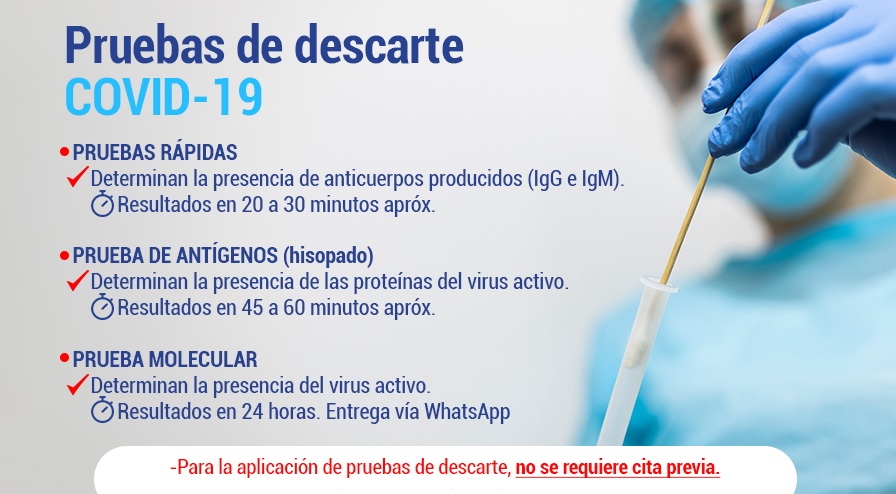 Pruebas de descarte
COVID-19
PRUEBAS RÁPIDAS
Determinan la presencia de anticuerpos producidos (IgG e IgM).
Resultados en 20 a 30 minutos apróx.
PRUEBA DE ANTÍGENOS (hisopado)
Determinan la presencia de las proteínas del virus activo.
Resultados en 45 a 60 minutos apróx.
PRUEBA MOLECULAR
Determinan la presencia del virus activo.
Resultados en 24 horas. Entrega vía WhatsApp
-Para la aplicación de pruebas de descarte, no se requiere cita previa.